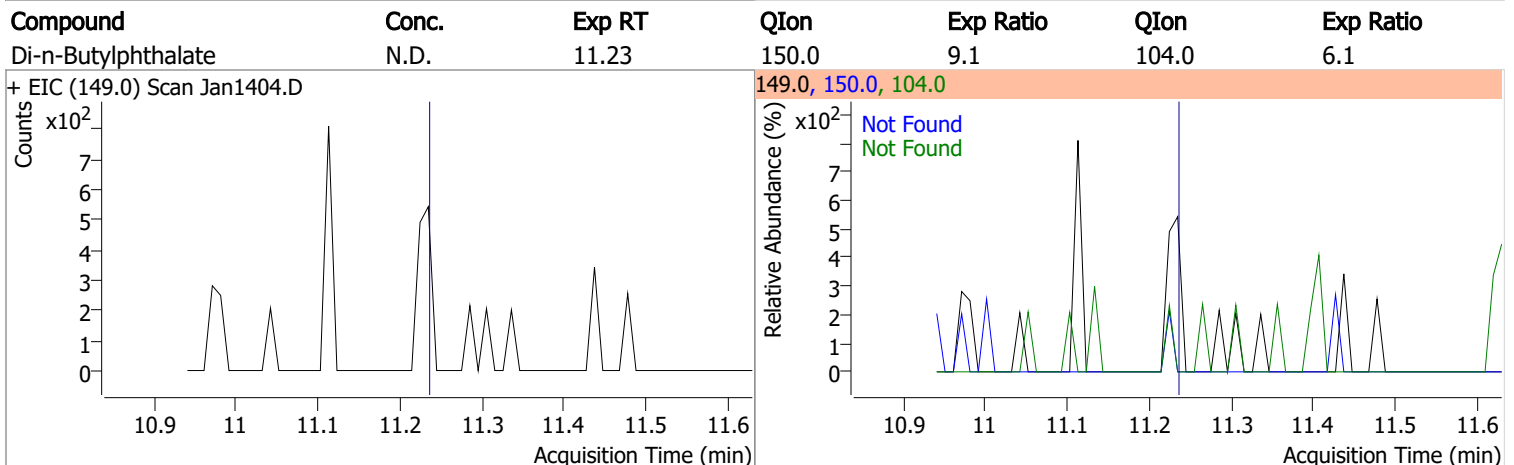 Compound Conc. Exp RT QIon Exp Ratio QIon Exp Ratio
Di-n-Butylphthalate N.D. 11.23 150.0 9.1 104.0 6.1
+ EIC (149.0) Scan Jan1404.D
Counts
x10²
7
6
5
4
3
2
1
0
10.9 11 11.1 11.2 11.3 11.4 11.5 11.6
Acquisition Time (min)
149.0, 150.0, 104.0
Relative Abundance (%)
x10²
Not Found
Not Found
7
6
5
4
3
2
1
0
10.9 11 11.1 11.2 11.3 11.4 11.5 11.6
Acquisition Time (min)